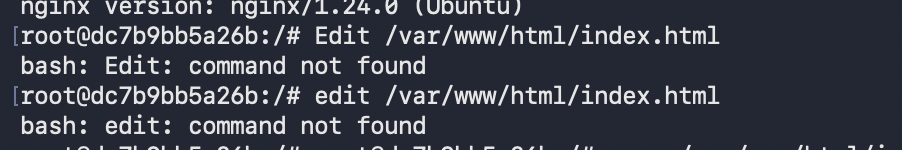 nginx version: nginx/1.24.0 (Ubuntu)
[root@dc7b9bb5a26b:/# Edit /var/www/html/index.html
bash: Edit: command not found
[root@dc7b9bb5a26b:/# edit /var/www/html/index.html
bash: edit: command not found